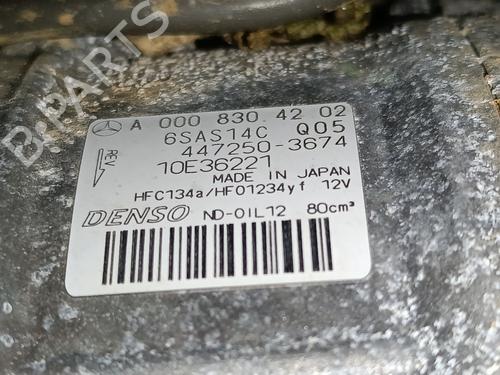 B-PARTS
A 000 830 42 02
6SAS14C Q05
447250-3674
10E36221
REV
MADE IN JAPAN
HFC134a/HFO1234yf 12V
DENSO ND-OIL12 80cm³